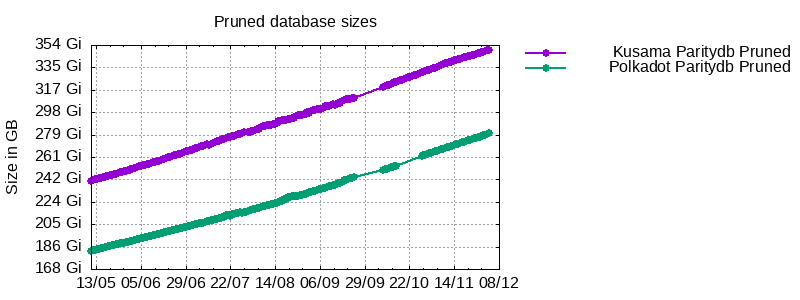 Pruned database sizes
354 Gi
335 Gi
317 Gi
298 Gi
279 Gi
261 Gi
242 Gi
224 Gi
205 Gi
186 Gi
168 Gi
Size in GB
13/05 05/06 29/06 22/07 14/08 06/09 29/09 22/10 14/11 08/12
Kusama Paritydb Pruned
Polkadot Paritydb Pruned